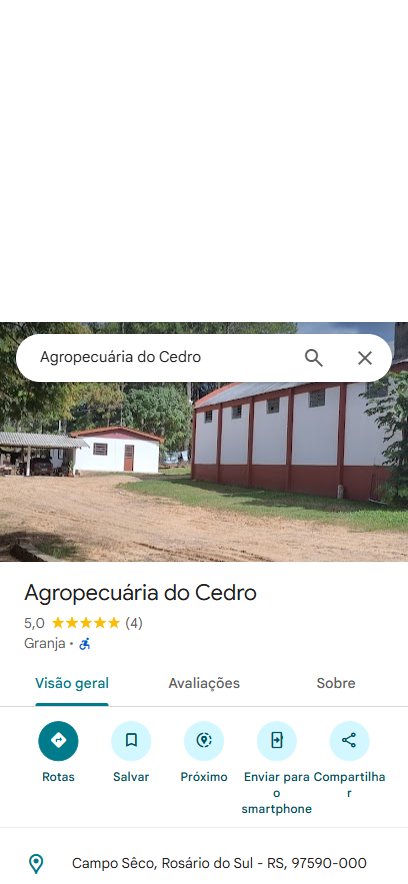 Agropecuária do Cedro
Agropecuária do Cedro
5,0 (4)
Granja ·
Visão geral Avaliações Sobre
Rotas Salvar Próximo Enviar para o smartphone Compartilhar
Campo Sêco, Rosário do Sul - RS, 97590-000